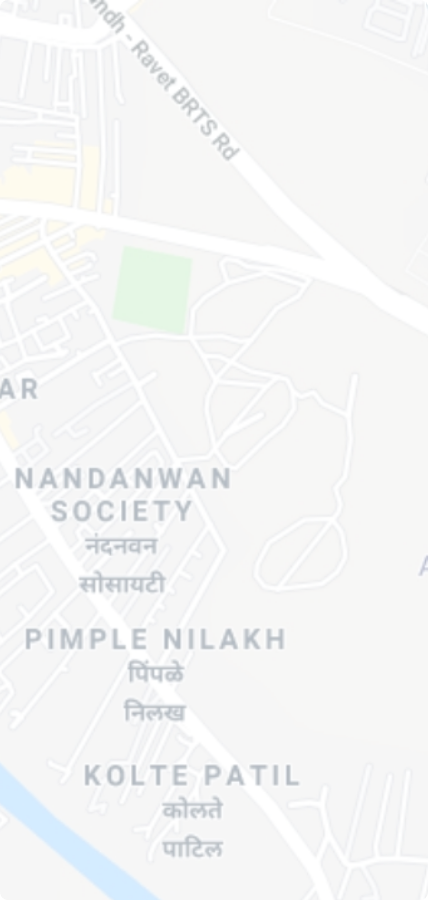 ndh - Ravet BRTS Rd
AR
NANDANWAN
SOCIETY
नंदनवन
सोसायटी
PIMPLE NILAKH
पिंपळे
निलख
KOLTE PATIL
कोलते
पाटिल